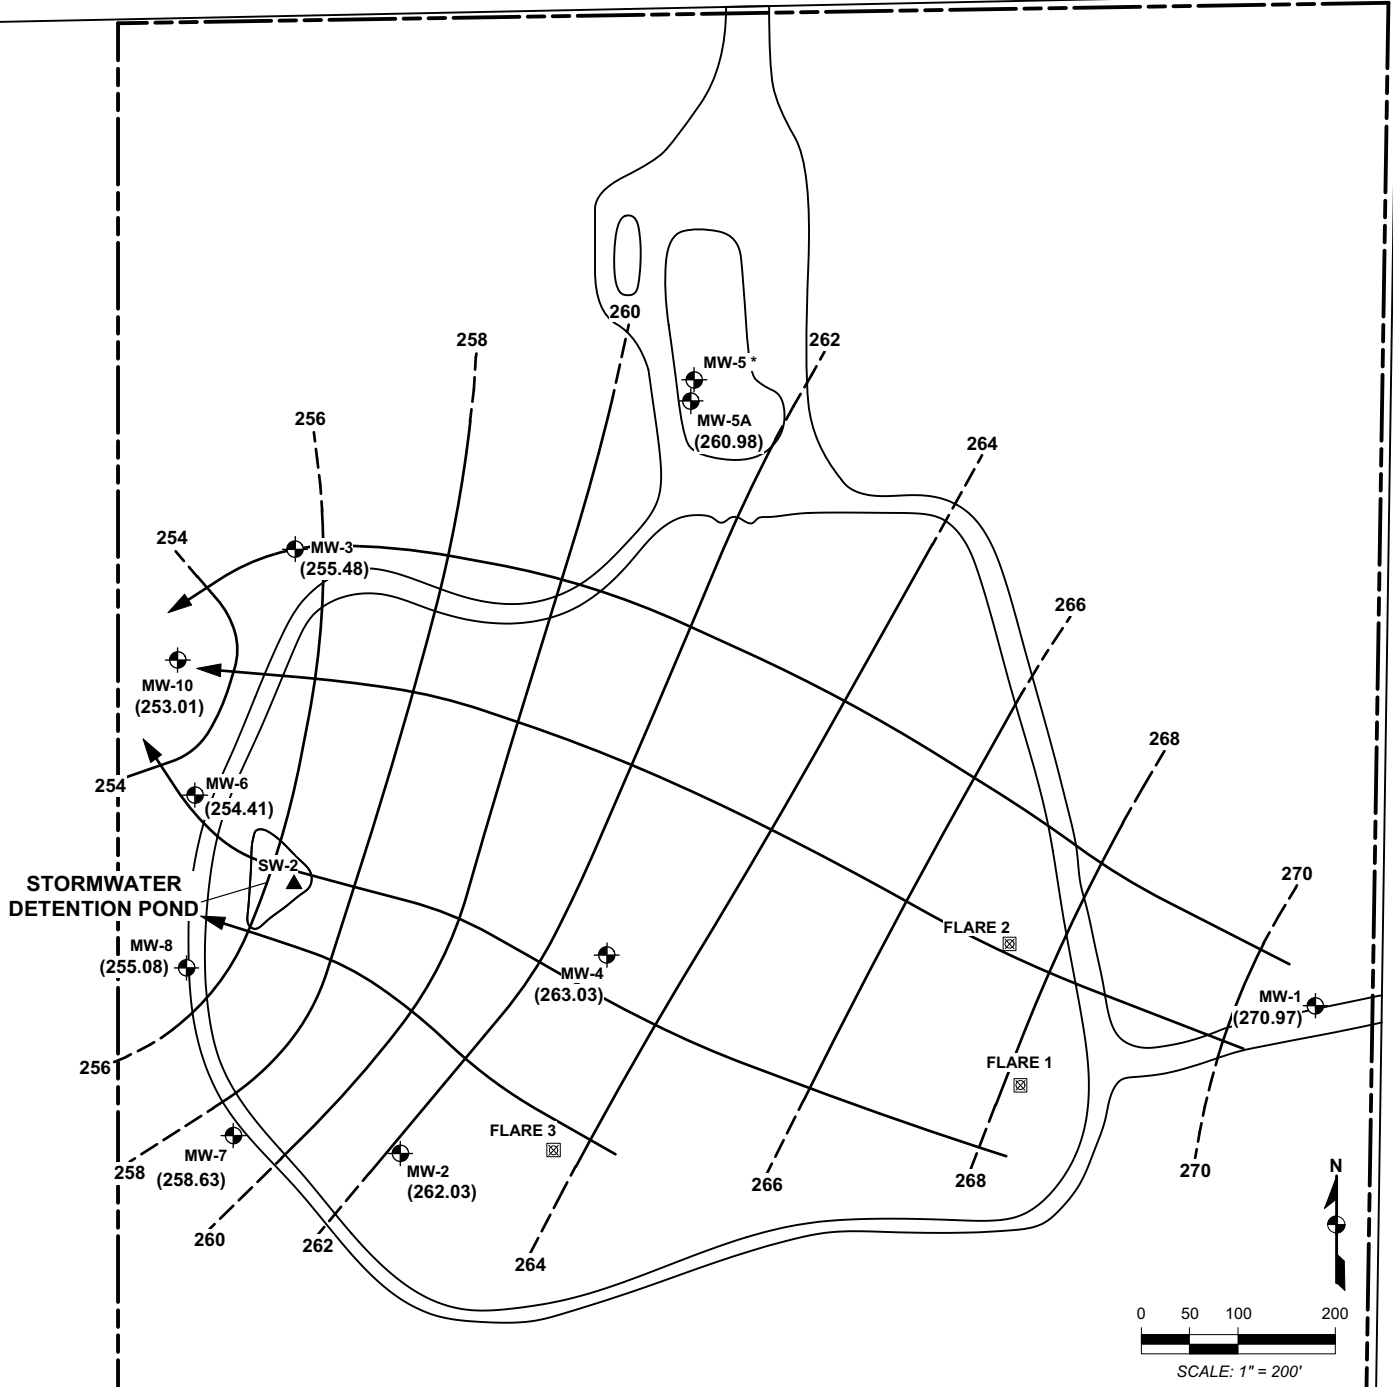 260
258
262
MW-5 *
256
MW-5A
(260.98)
264
254
MW-3
(255.48)
266
MW-10
(253.01)
268
254
MW-6
(254.41)
SW-2
STORMWATER
DETENTION POND
270
FLARE 2
MW-8
(255.08)
MW-4
(263.03)
MW-1
(270.97)
256
FLARE 1
FLARE 3
MW-7
(258.63)
258
MW-2
(262.03)
266
268
270
N
260
262
264
0 50 100 200
SCALE: 1" = 200'